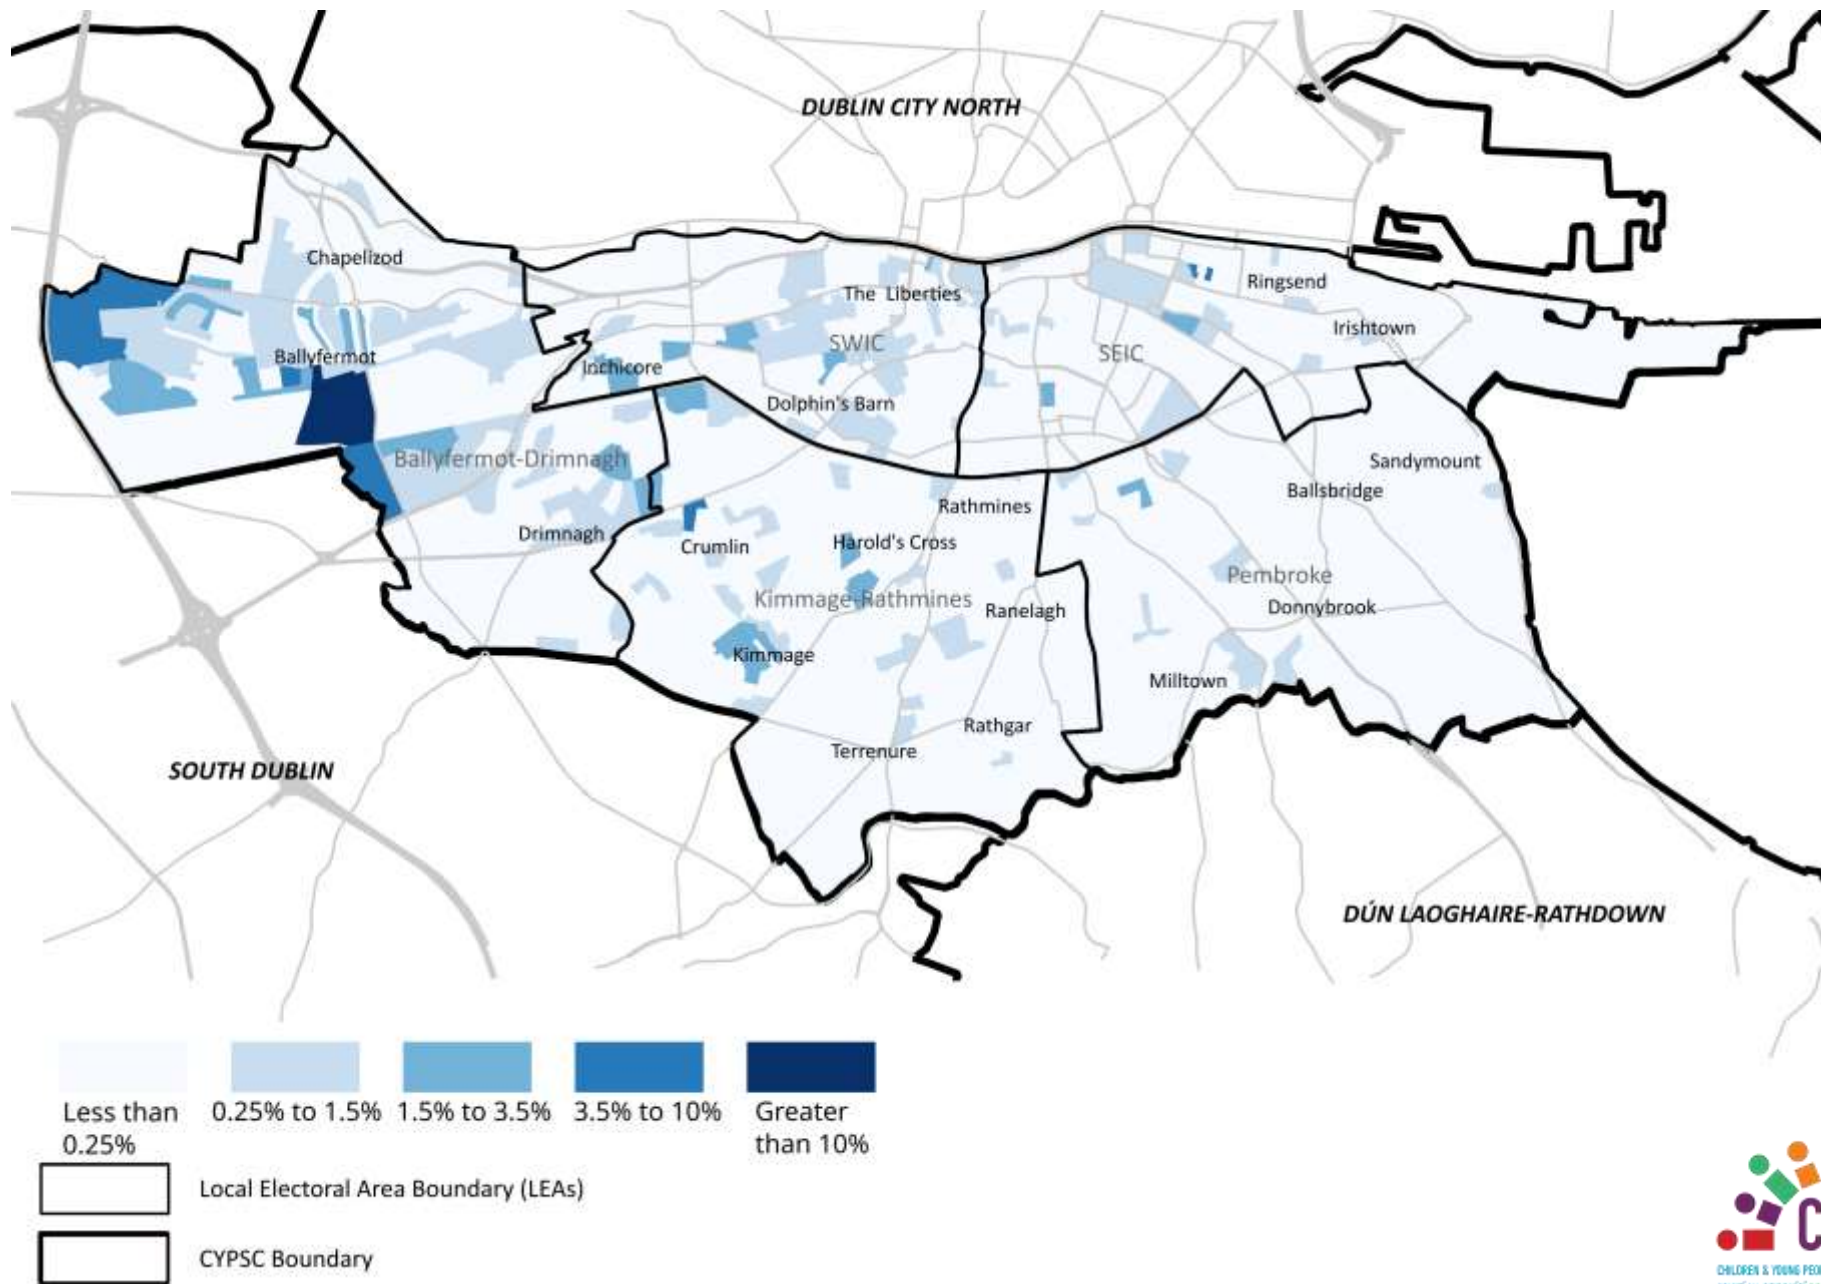 DUBLIN CITY NORTH
Chapelizod
The Liberties
Ringsend
Irishtown
SWIC
SEIC
Ballyfermot
Inchicore
Dolphin's Barn
Ballyfermot-Drimnagh
Sandymount
Ballsbridge
Rathmines
Drimnagh
Crumlin
Harold's Cross
Pembroke
Kimmage-Rathmines
Ranelagh
Donnybrook
Kimmage
Milltown
Rathgar
Terrenure
SOUTH DUBLIN
DÚN LAOGHAIRE-RATHDOWN
Less than
0.25%
0.25% to 1.5%
1.5% to 3.5%
3.5% to 10%
Greater
than 10%
Local Electoral Area Boundary (LEAs)
CYPSC Boundary
C
CHILDREN & YOUNG PEO